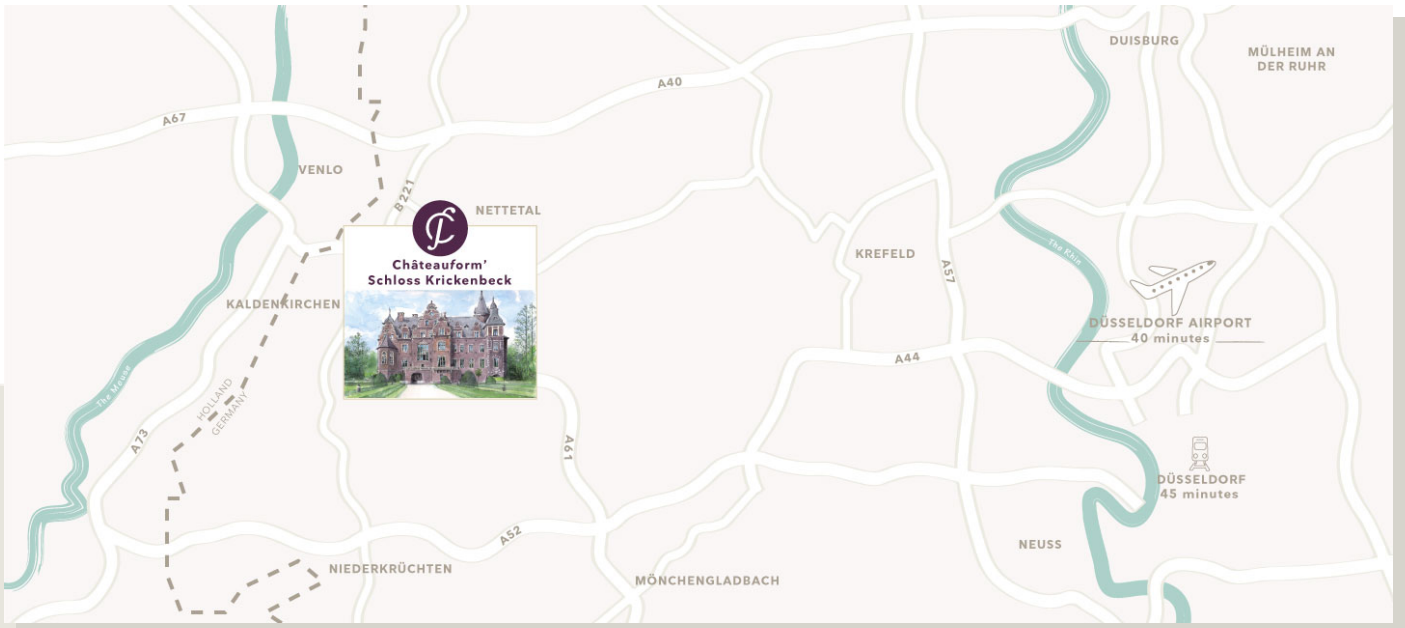 DUISBURG
MÜLHEIM AN
DER RUHR
A40
A67
VENLO
B221
NETTETAL
Châteauform'
Schloss Krickenbeck
KREFELD
The Rhin
A57
KALDENKIRCHEN
DÜSSELDORF AIRPORT
40 minutes
A44
The Meuse
HOLLAND
GERMANY
A73
A61
DÜSSELDORF
45 minutes
A52
NEUSS
NIEDERKRÜCHTEN
MÖNCHENGLADBACH